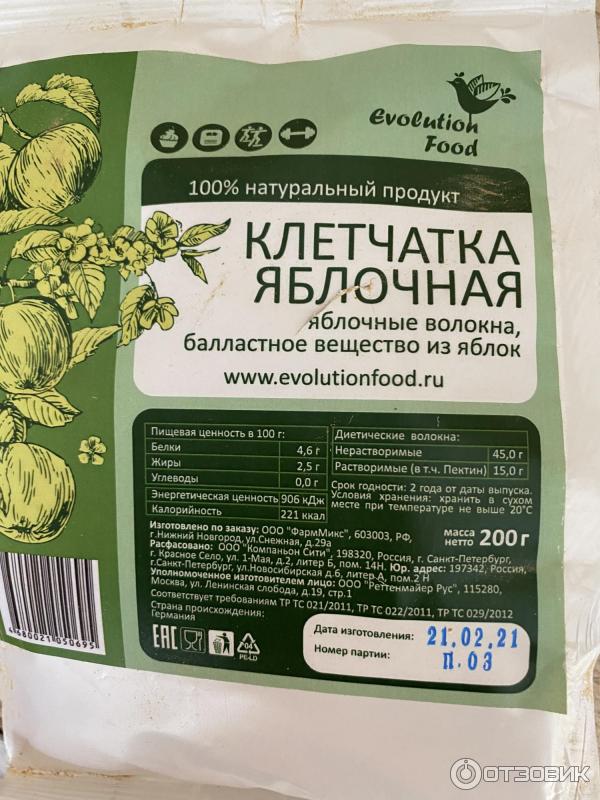 Evolution
Food
100% натуральный продукт
КЛЕТЧАТКА
ЯБЛОЧНАЯ
яблочные волокна,
балластное вещество из яблок
www.evolutionfood.ru
Пищевая ценность в 100 г:
Белки 4,6 г
Жиры 2,5 г
Углеводы 0,0 г
Энергетическая ценность 906 кДж
Калорийность 221 ккал
Диетические волокна:
Нерастворимые 45,0 г
Растворимые (в т.ч. Пектин) 15,0 г
Срок годности: 2 года от даты выпуска.
Условия хранения: хранить в сухом
месте при температуре не выше 20°С
Изготовлено по заказу: ООО "ФармМикс", 603003, РФ,
г.Нижний Новгород, ул.Снежная, д.29а
масса
нетто 200 г
Расфасовано: ООО "Компаньон Сити", 198320, Россия, г. Санкт-Петербург,
г. Красное Село, ул. 1-Мая, д.2, литер Б, пом. 14Н. Юр. адрес: 197342, Россия,
г.Санкт-Петербург, ул.Новосибирская д.6, литер А, пом.2 Н
Уполномоченное изготовителем лицо: ООО "Реттенмайер Рус", 115280,
Москва, ул. Ленинская слобода, д.19, стр.1
Соответствует требованиям ТР ТС 021/2011, ТР ТС 022/2011, ТР ТС 029/2012
Страна происхождения:
Германия
EAC
04
PE-LD
Дата изготовления: 21.02.21
Номер партии: П.03
4680021050695
ОТЗОВИК